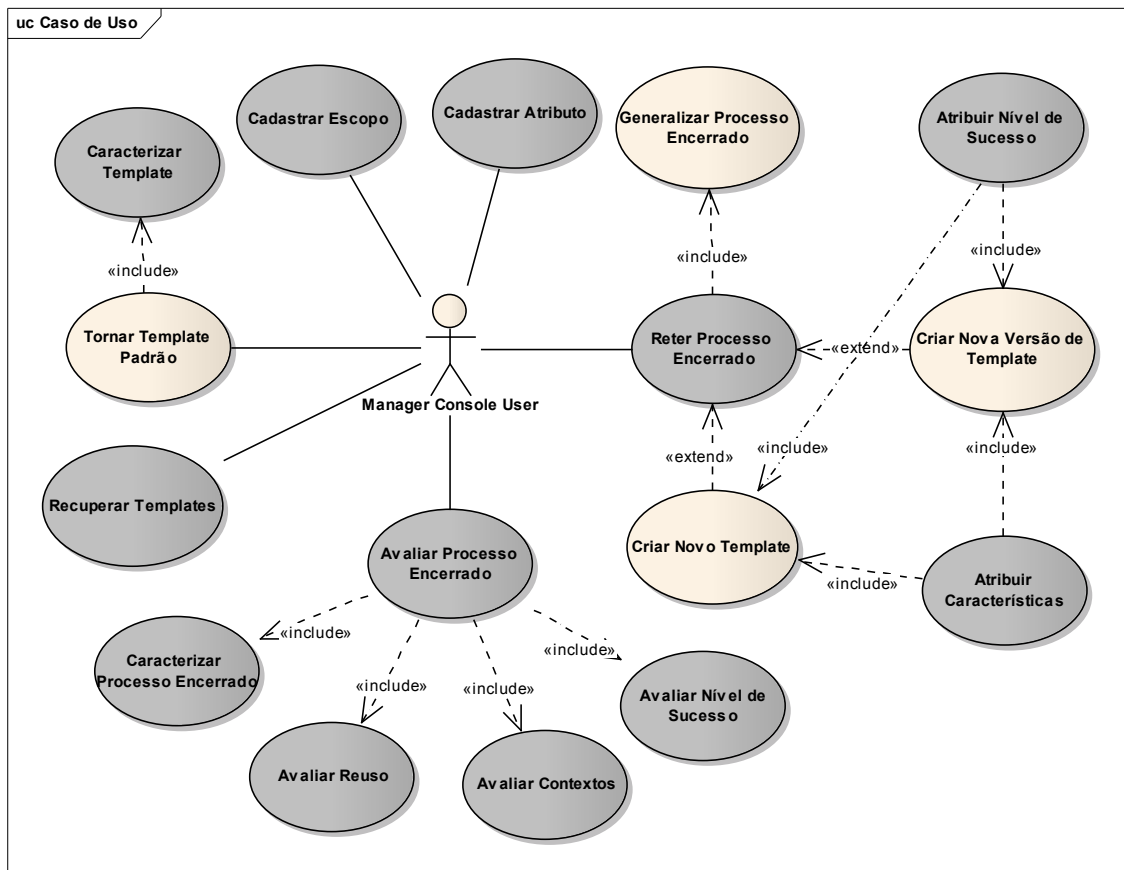 uc Caso de Uso
Cadastrar Escopo
Cadastrar Atributo
Generalizar Processo
Encerrado
Atribuir Nível de
Sucesso
Caracterizar
Template
«include»
«include»
«include»
Tornar Template
Padrão
Reter Processo
Encerrado
«extend»
Criar Nova Versão de
Template
Manager Console User
«extend»
«include»
«include»
Recuperar Templates
Avaliar Processo
Encerrado
Criar Novo Template
«include»
Atribuir
Características
«include»
«include»
Caracterizar
Processo Encerrado
«include»
«include»
Avaliar Nível de
Sucesso
Avaliar Reuso
Avaliar Contextos